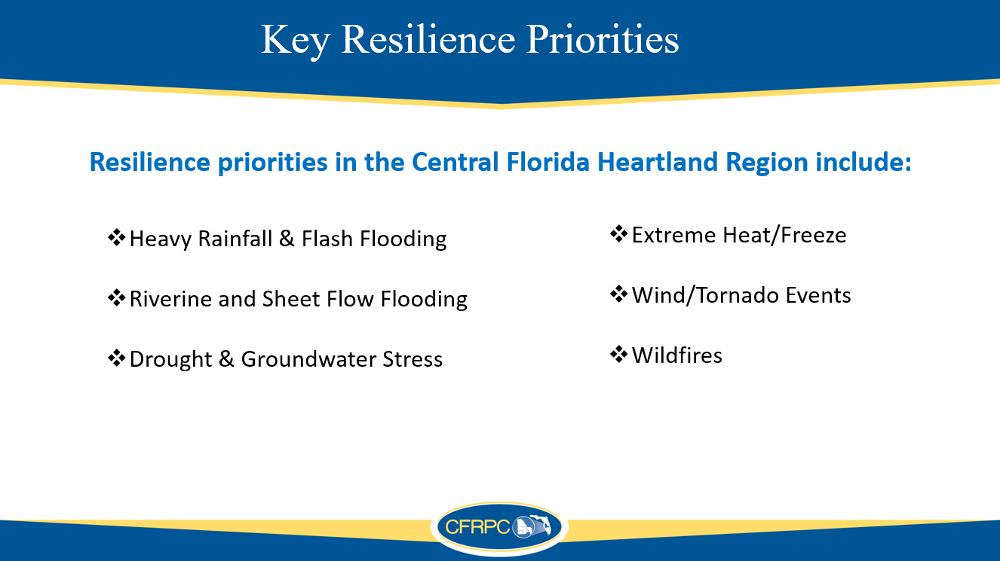 Key Resilience Priorities
Resilience priorities in the Central Florida Heartland Region include:
❖Heavy Rainfall & Flash Flooding
❖Riverine and Sheet Flow Flooding
❖Drought & Groundwater Stress
❖Extreme Heat/Freeze
❖Wind/Tornado Events
❖Wildfires
CFRPC